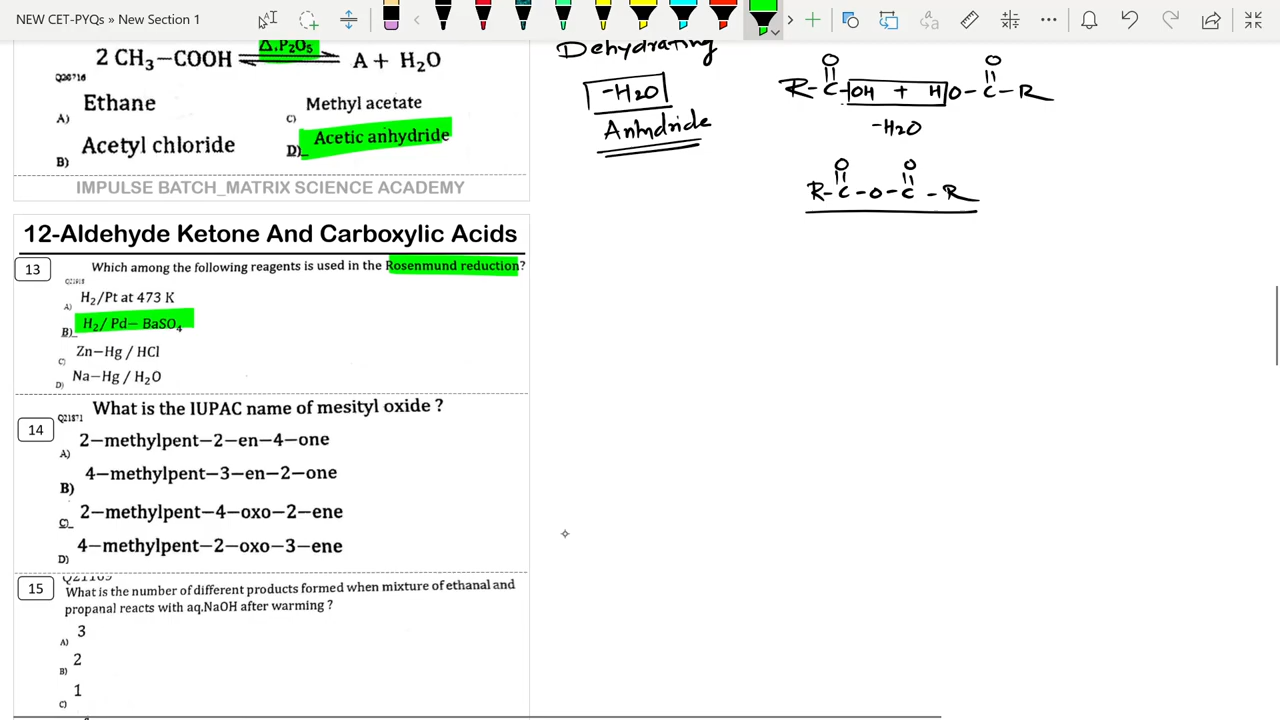 NEW CET-PYQs » New Section 1
2 CH₃−COOH ⇌ A + H₂O
Δ, P₂O₅
Q20716
A) Ethane
C) Methyl acetate
B) Acetyl chloride
D) Acetic anhydride
IMPULSE BATCH_MATRIX SCIENCE ACADEMY
Dehydrating
-H2O
Anhydride
O O
R-C-OH + HO-C-R
-H2O
O O
R-C-O-C-R
12-Aldehyde Ketone And Carboxylic Acids
13 Which among the following reagents is used in the Rosenmund reduction?
A) H₂/Pt at 473 K
B) H₂/ Pd− BaSO₄
C) Zn−Hg / HCl
D) Na−Hg / H₂O
14 What is the IUPAC name of mesityl oxide ?
Q21871
A) 2−methylpent−2−en−4−one
B) 4−methylpent−3−en−2−one
C) 2−methylpent−4−oxo−2−ene
D) 4−methylpent−2−oxo−3−ene
15 What is the number of different products formed when mixture of ethanal and
propanal reacts with aq.NaOH after warming ?
A) 3
B) 2
C) 1